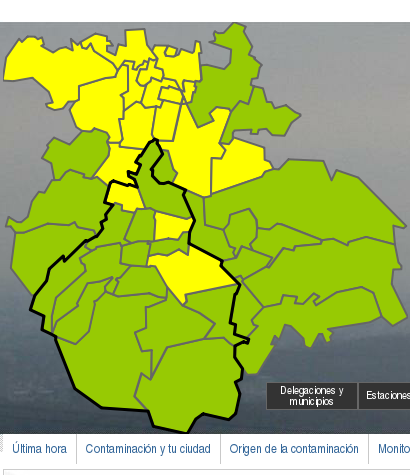 Delegaciones y
municipios
Estaciones
Última hora
Contaminación y tu ciudad
Origen de la contaminación
Monito